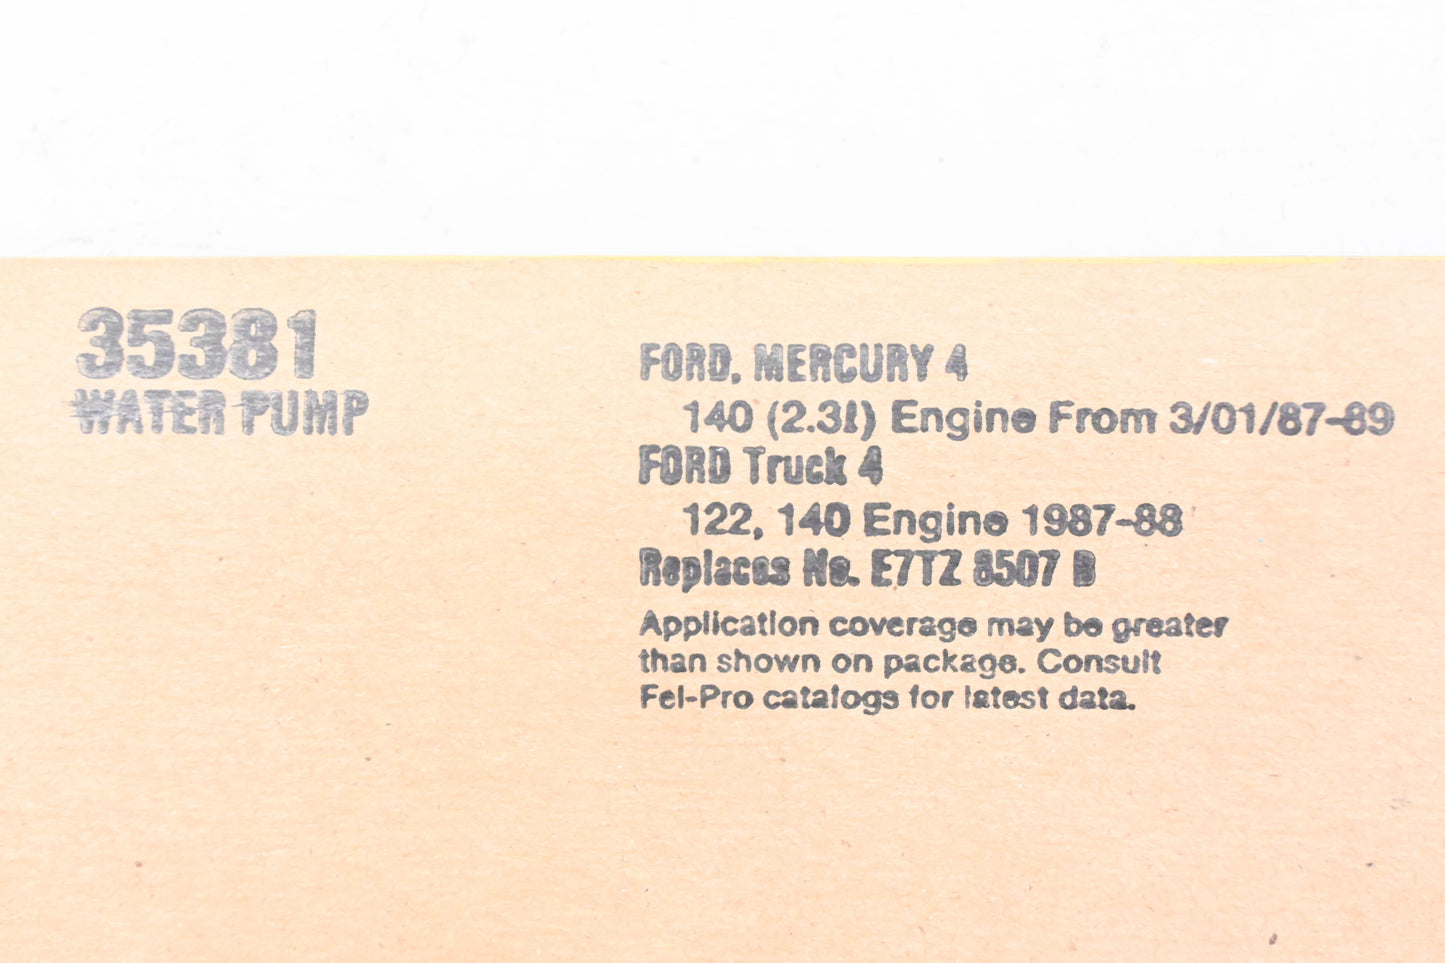 35381
WATER PUMP
FORD, MERCURY 4
140 (2.3l) Engine From 3/01/87-89
FORD Truck 4
122, 140 Engine 1987-88
Replaces No. E7TZ 8507 B
Application coverage may be greater
than shown on package. Consult
Fel-Pro catalogs for latest data.